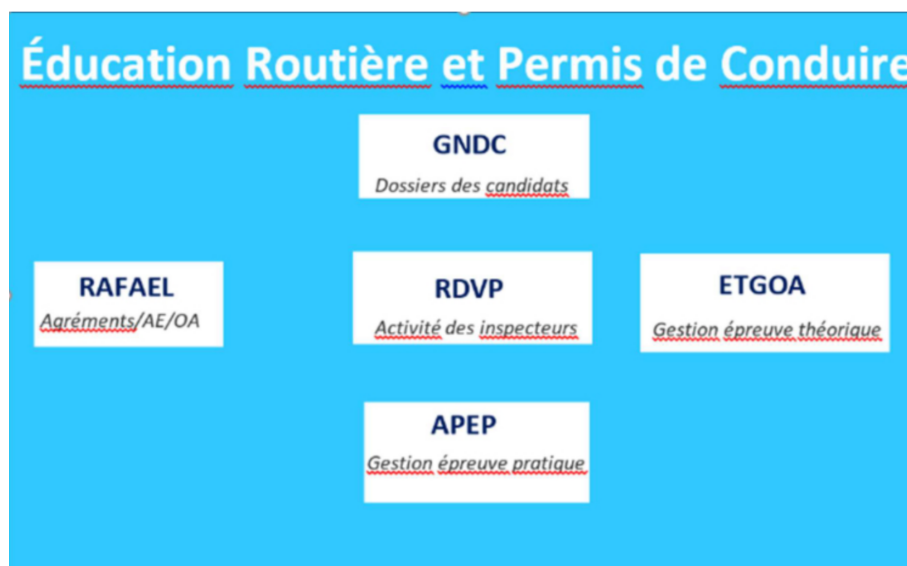 Éducation Routière et Permis de Conduire
GNDC
Dossiers des candidats
RAFAEL
Agréments/AE/OA
RDVP
Activité des inspecteurs
ETGOA
Gestion épreuve théorique
APEP
Gestion épreuve pratique